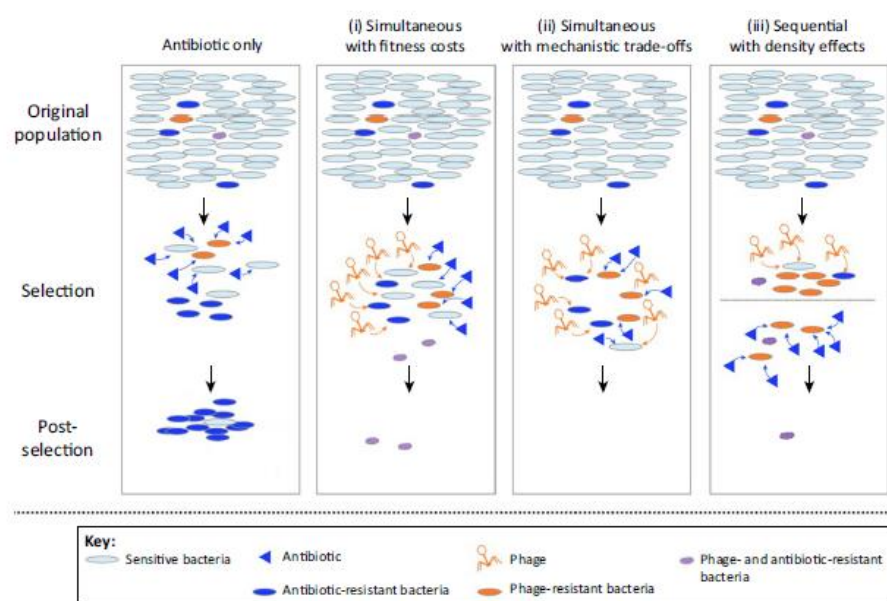 Antibiotic only
(i) Simultaneous
with fitness costs
(ii) Simultaneous
with mechanistic trade-offs
(iii) Sequential
with density effects
Original
population
Selection
Post-
selection
Key:
Sensitive bacteria
Antibiotic
Antibiotic-resistant bacteria
Phage
Phage-resistant bacteria
Phage- and antibiotic-resistant
bacteria